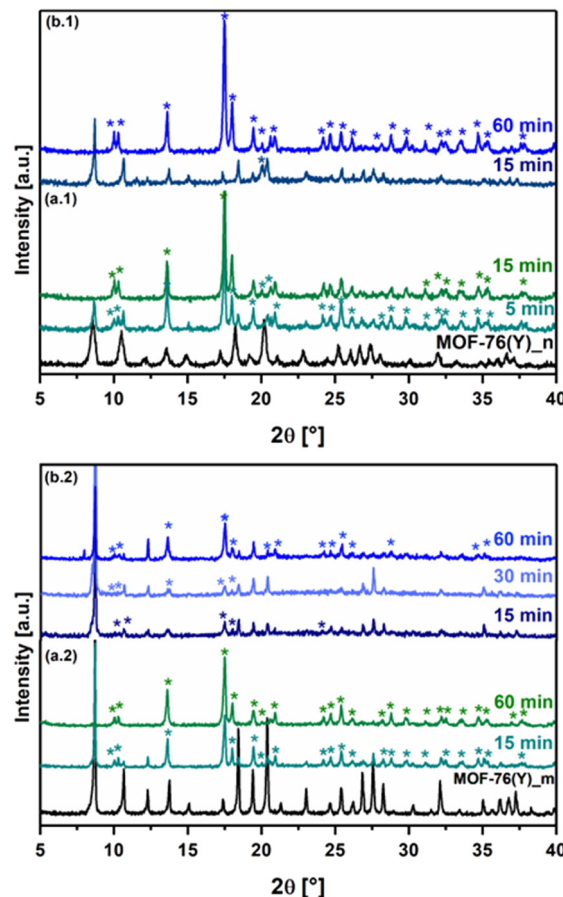 (b.1)
60 min
15 min
(a.1)
15 min
5 min
MOF-76(Y)_n
Intensity [a.u.]
5 10 15 20 25 30 35 40
2θ [°]
(b.2)
60 min
30 min
15 min
(a.2)
60 min
15 min
MOF-76(Y)_m
Intensity [a.u.]
5 10 15 20 25 30 35 40
2θ [°]